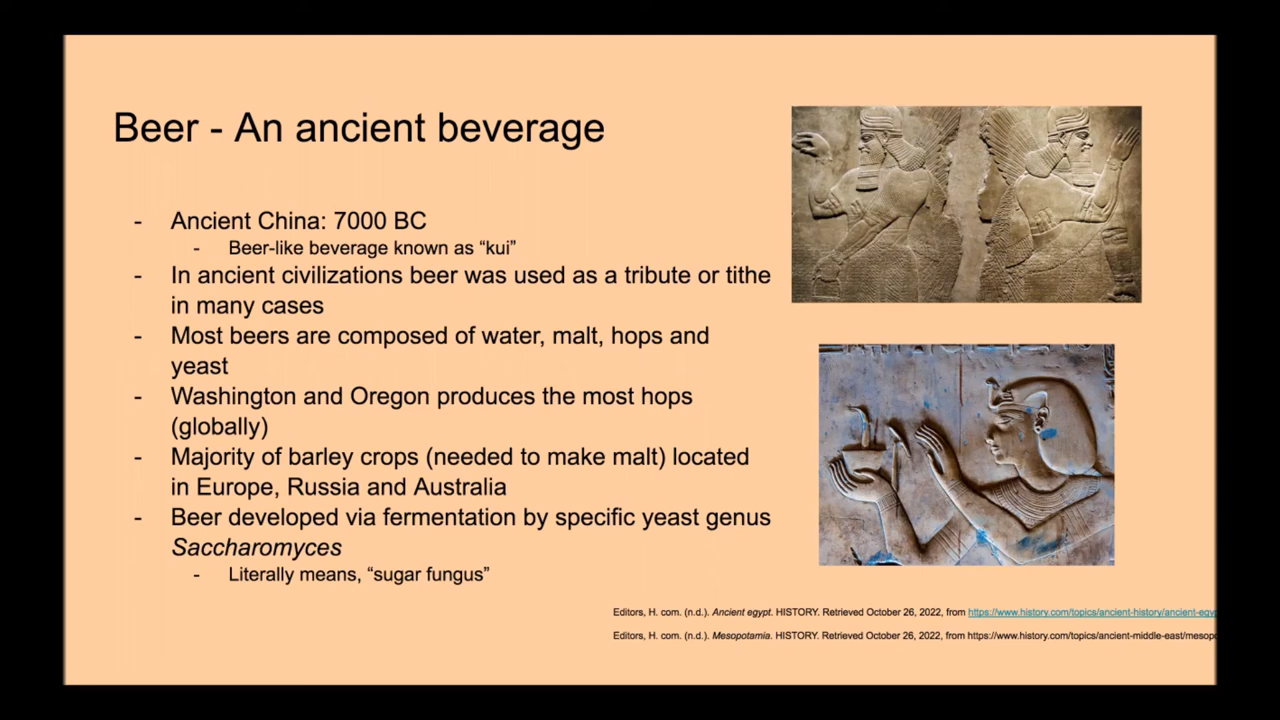 Beer - An ancient beverage
- Ancient China: 7000 BC
- Beer-like beverage known as “kui”
- In ancient civilizations beer was used as a tribute or tithe
in many cases
- Most beers are composed of water, malt, hops and
yeast
- Washington and Oregon produces the most hops
(globally)
- Majority of barley crops (needed to make malt) located
in Europe, Russia and Australia
- Beer developed via fermentation by specific yeast genus
Saccharomyces
- Literally means, “sugar fungus”
Editors, H. com. (n.d.). Ancient egypt. HISTORY. Retrieved October 26, 2022, from https://www.history.com/topics/ancient-history/ancient-egy
Editors, H. com. (n.d.). Mesopotamia. HISTORY. Retrieved October 26, 2022, from https://www.history.com/topics/ancient-middle-east/mesop